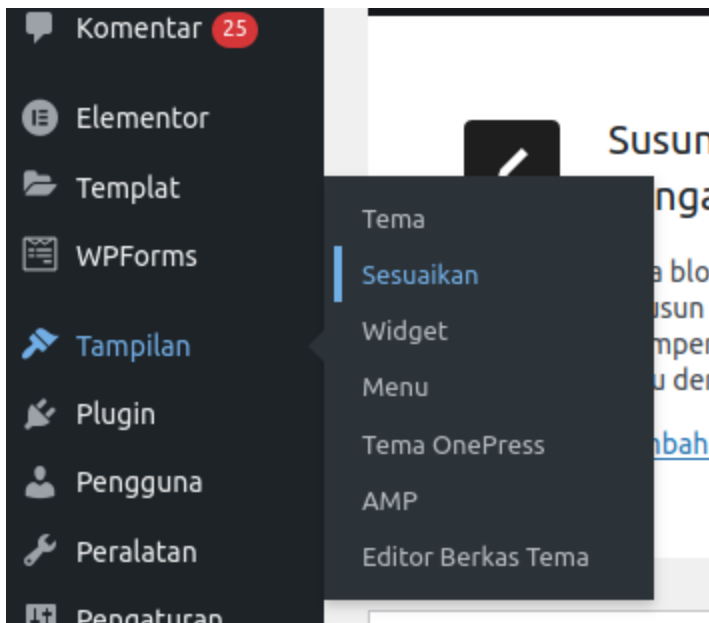 Komentar 25
Elementor
Templat
WPForms
Tampilan
Plugin
Pengguna
Peralatan
Pengaturan
Tema
Sesuaikan
Widget
Menu
Tema OnePress
AMP
Editor Berkas Tema